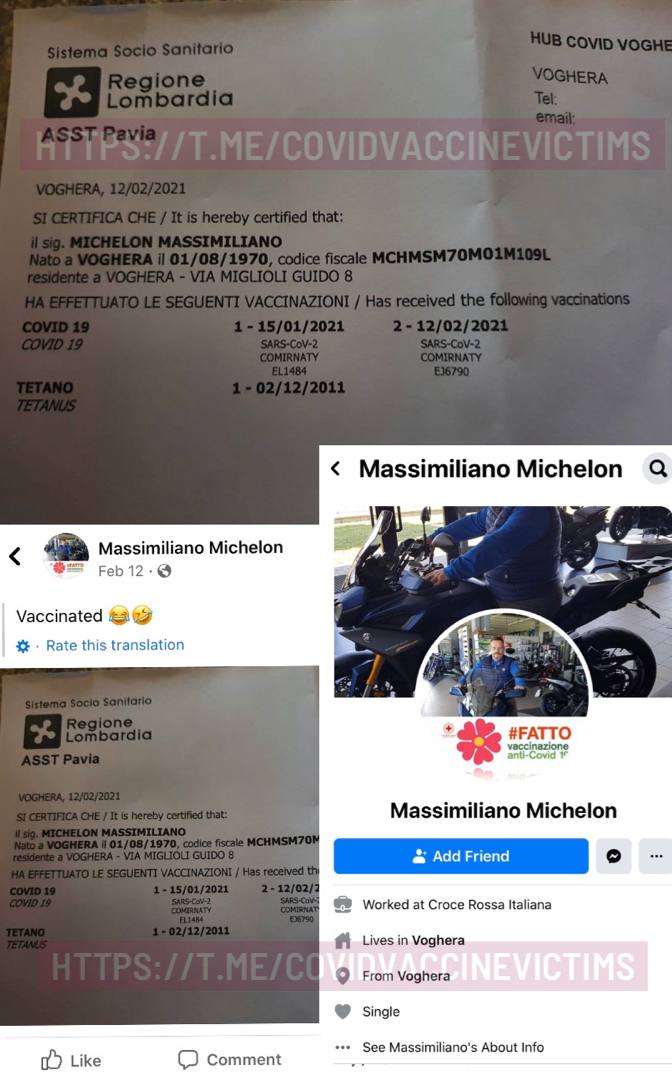 Sistema Socio Sanitario
Regione
Lombardia
ASST Pavia
HUB COVID VOGHE
VOGHERA
Tel:
email:
HTTPS://T.ME/COVIDVACCINEVICTIMS
VOGHERA, 12/02/2021
SI CERTIFICA CHE / It is hereby certified that:
il sig. MICHELON MASSIMILIANO
Nato a VOGHERA il 01/08/1970, codice fiscale MCHMSM70M01M109L
residente a VOGHERA - VIA MIGLIOLI GUIDO 8
HA EFFETTUATO LE SEGUENTI VACCINAZIONI / Has received the following vaccinations
COVID 19 1 - 15/01/2021 2 - 12/02/2021
COVID 19 SARS-CoV-2 SARS-CoV-2
COMIRNATY COMIRNATY
EL1484 EJ6790
TETANO 1 - 02/12/2011
TETANUS
Massimiliano Michelon
Feb 12
Vaccinated 😂🤣
Rate this translation
Sistema Socio Sanitario
Regione
Lombardia
ASST Pavia
VOGHERA, 12/02/2021
SI CERTIFICA CHE / It is hereby certified that:
il sig. MICHELON MASSIMILIANO
Nato a VOGHERA il 01/08/1970, codice fiscale MCHMSM70M
residente a VOGHERA - VIA MIGLIOLI GUIDO 8
HA EFFETTUATO LE SEGUENTI VACCINAZIONI / Has received th
COVID 19 1 - 15/01/2021 2 - 12/02/2
COVID 19 SARS-CoV-2 SARS-CoV-
COMIRNATY COMIRNAT
EL1484 EJ6790
TETANO 1 - 02/12/2011
TETANUS
Like Comment
Massimiliano Michelon
#FATTO
vaccinazione
anti-Covid 1
Massimiliano Michelon
Add Friend
Worked at Croce Rossa Italiana
Lives in Voghera
From Voghera
Single
See Massimiliano's About Info
HTTPS://T.ME/COVIDVACCINEVICTIMS